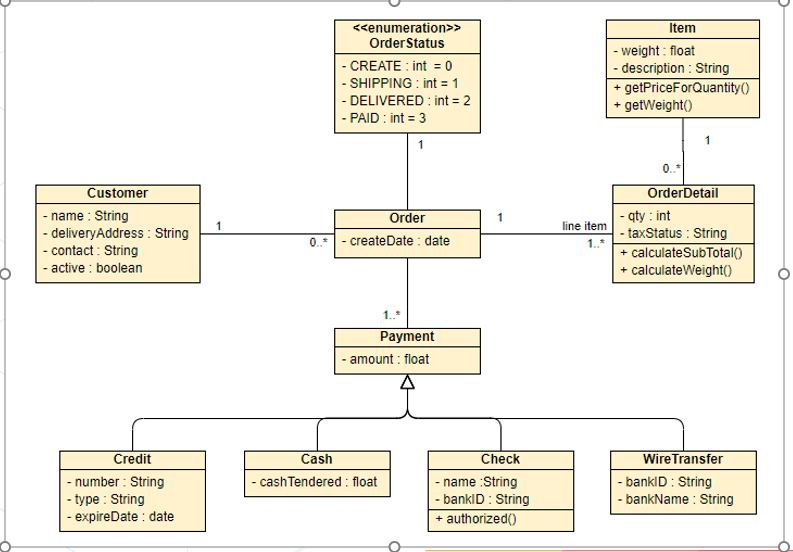 <<enumeration>>
OrderStatus
- CREATE : int = 0
- SHIPPING : int = 1
- DELIVERED : int = 2
- PAID : int = 3
Item
- weight : float
- description : String
+ getPriceForQuantity()
+ getWeight()
1
1
0..*
Customer
- name : String
- deliveryAddress : String
- contact : String
- active : boolean
1
0..*
Order
- createDate : date
1
line item
1..*
OrderDetail
- qty : int
- taxStatus : String
+ calculateSubTotal()
+ calculateWeight()
1..*
Payment
- amount : float
Credit
- number : String
- type : String
- expireDate : date
Cash
- cashTendered : float
Check
- name :String
- bankID : String
+ authorized()
WireTransfer
- bankID : String
- bankName : String